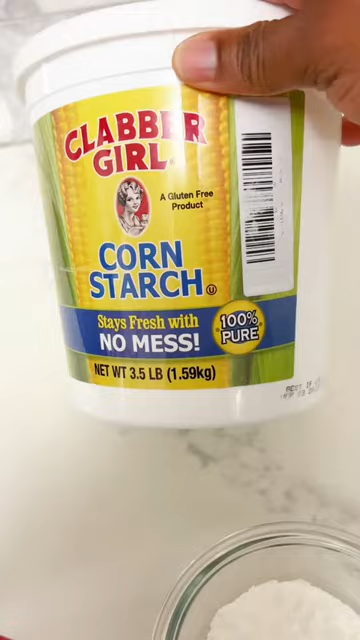 CLABBER
GIRL
A Gluten Free
Product
CORN
STARCH
U
Stays Fresh with
NO MESS!
100%
PURE
NET WT 3.5 LB (1.59kg)
BEST